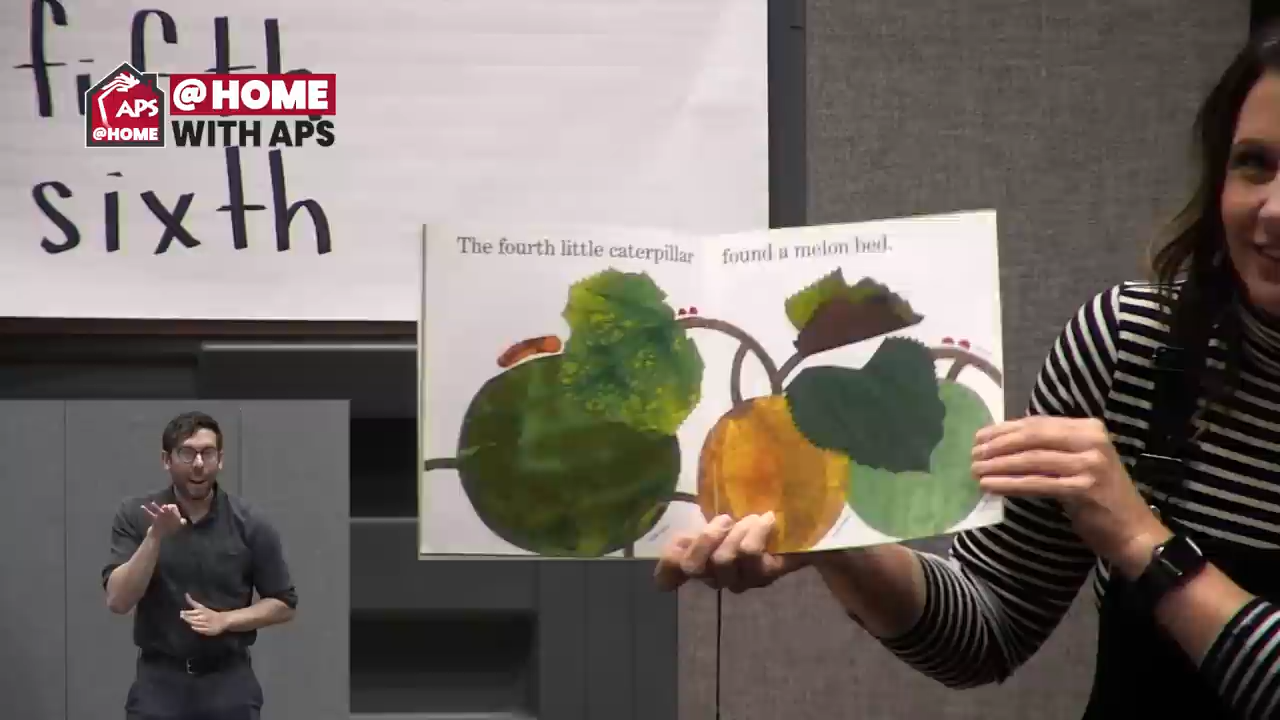 fifth
APS
@HOME
@HOME
WITH APS
sixth
The fourth little caterpillar found a melon bed.